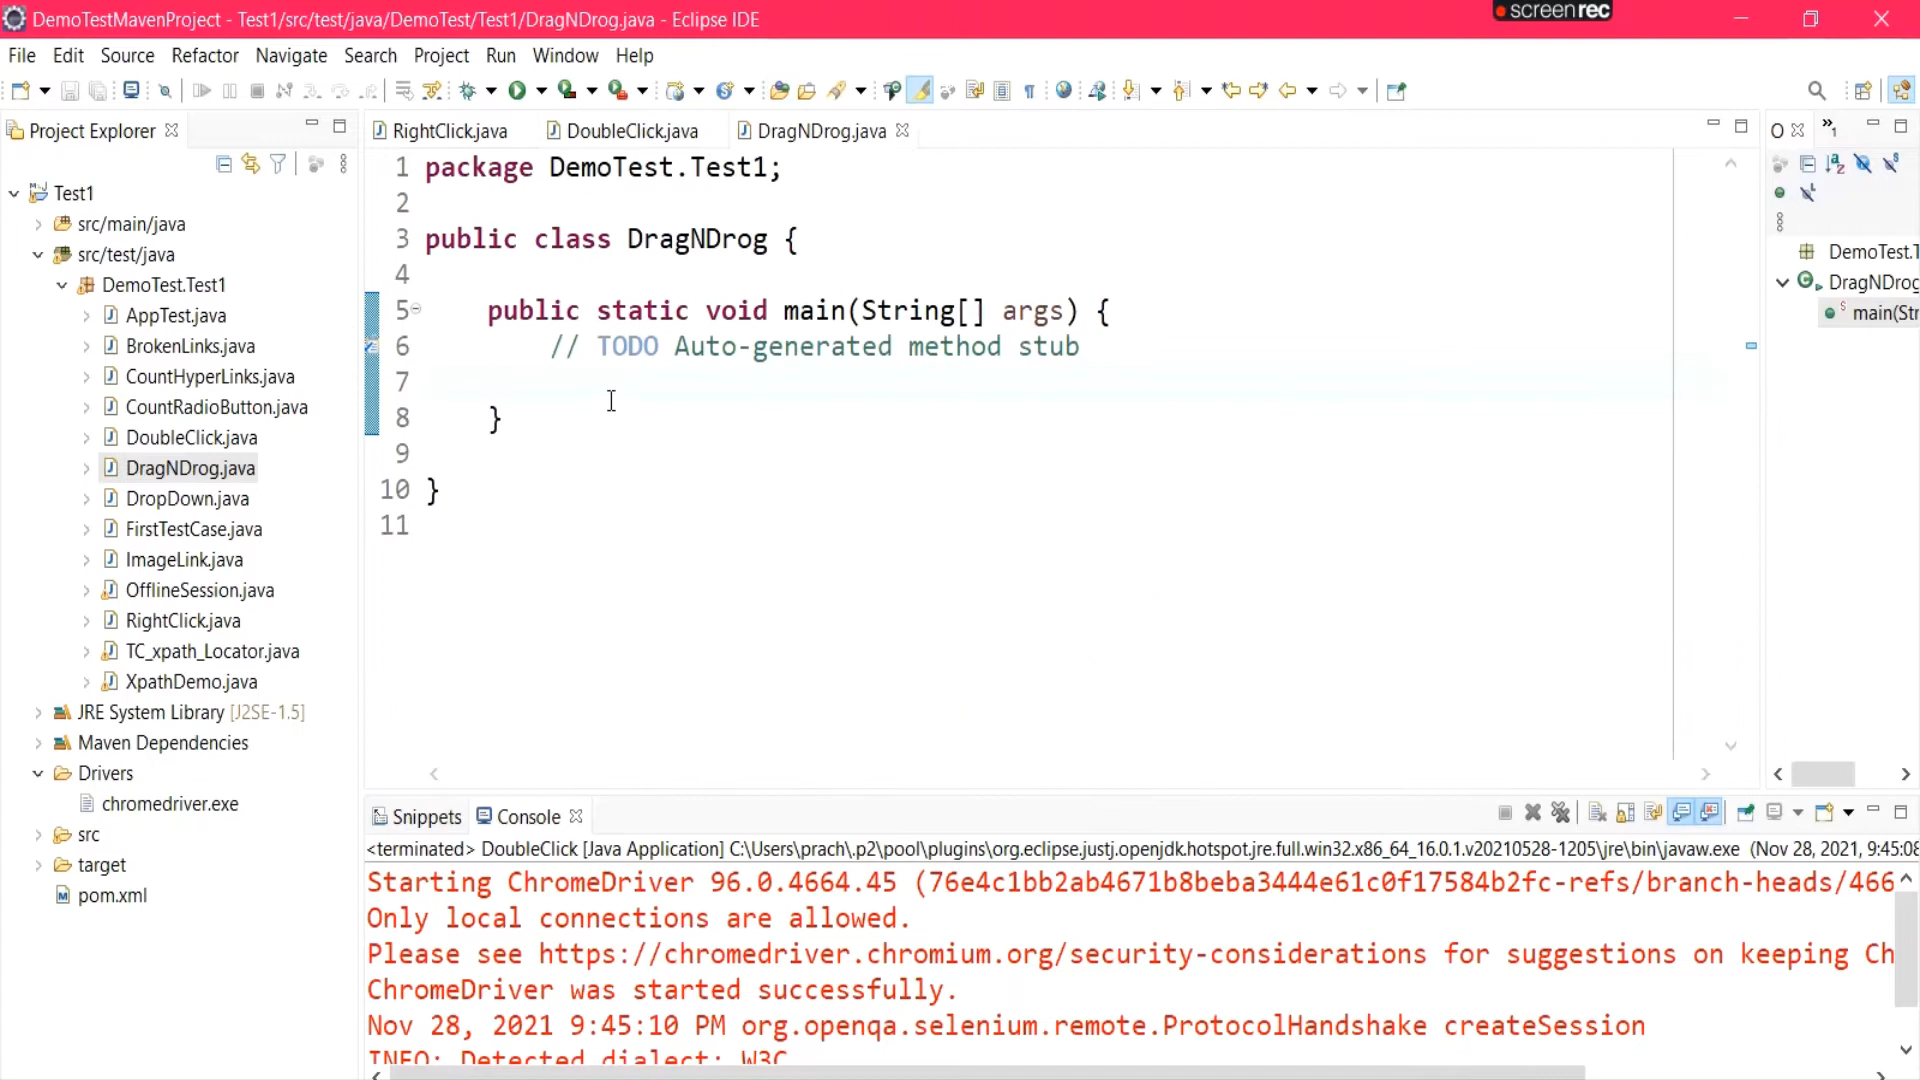 DemoTestMavenProject - Test1/src/test/java/DemoTest/Test1/DragNDrog.java - Eclipse IDE
screenrec
File Edit Source Refactor Navigate Search Project Run Window Help
Project Explorer
RightClick.java DoubleClick.java DragNDrog.java
Test1
src/main/java
src/test/java
DemoTest.Test1
AppTest.java
BrokenLinks.java
CountHyperLinks.java
CountRadioButton.java
DoubleClick.java
DragNDrog.java
DropDown.java
FirstTestCase.java
ImageLink.java
OfflineSession.java
RightClick.java
TC_xpath_Locator.java
XpathDemo.java
JRE System Library [J2SE-1.5]
Maven Dependencies
Drivers
chromedriver.exe
src
target
pom.xml
1 package DemoTest.Test1;
2
3 public class DragNDrog {
4
5 public static void main(String[] args) {
6 // TODO Auto-generated method stub
7
8 }
9
10 }
11
O
DemoTest.T
DragNDrog
main(Str
Snippets Console
<terminated> DoubleClick [Java Application] C:\Users\prach\.p2\pool\plugins\org.eclipse.justj.openjdk.hotspot.jre.full.win32.x86_64_16.0.1.v20210528-1205\jre\bin\javaw.exe (Nov 28, 2021, 9:45:08
Starting ChromeDriver 96.0.4664.45 (76e4c1bb2ab4671b8beba3444e61c0f17584b2fc-refs/branch-heads/466
Only local connections are allowed.
Please see https://chromedriver.chromium.org/security-considerations for suggestions on keeping Ch
ChromeDriver was started successfully.
Nov 28, 2021 9:45:10 PM org.openqa.selenium.remote.ProtocolHandshake createSession
INFO: Detected dialect: W3C